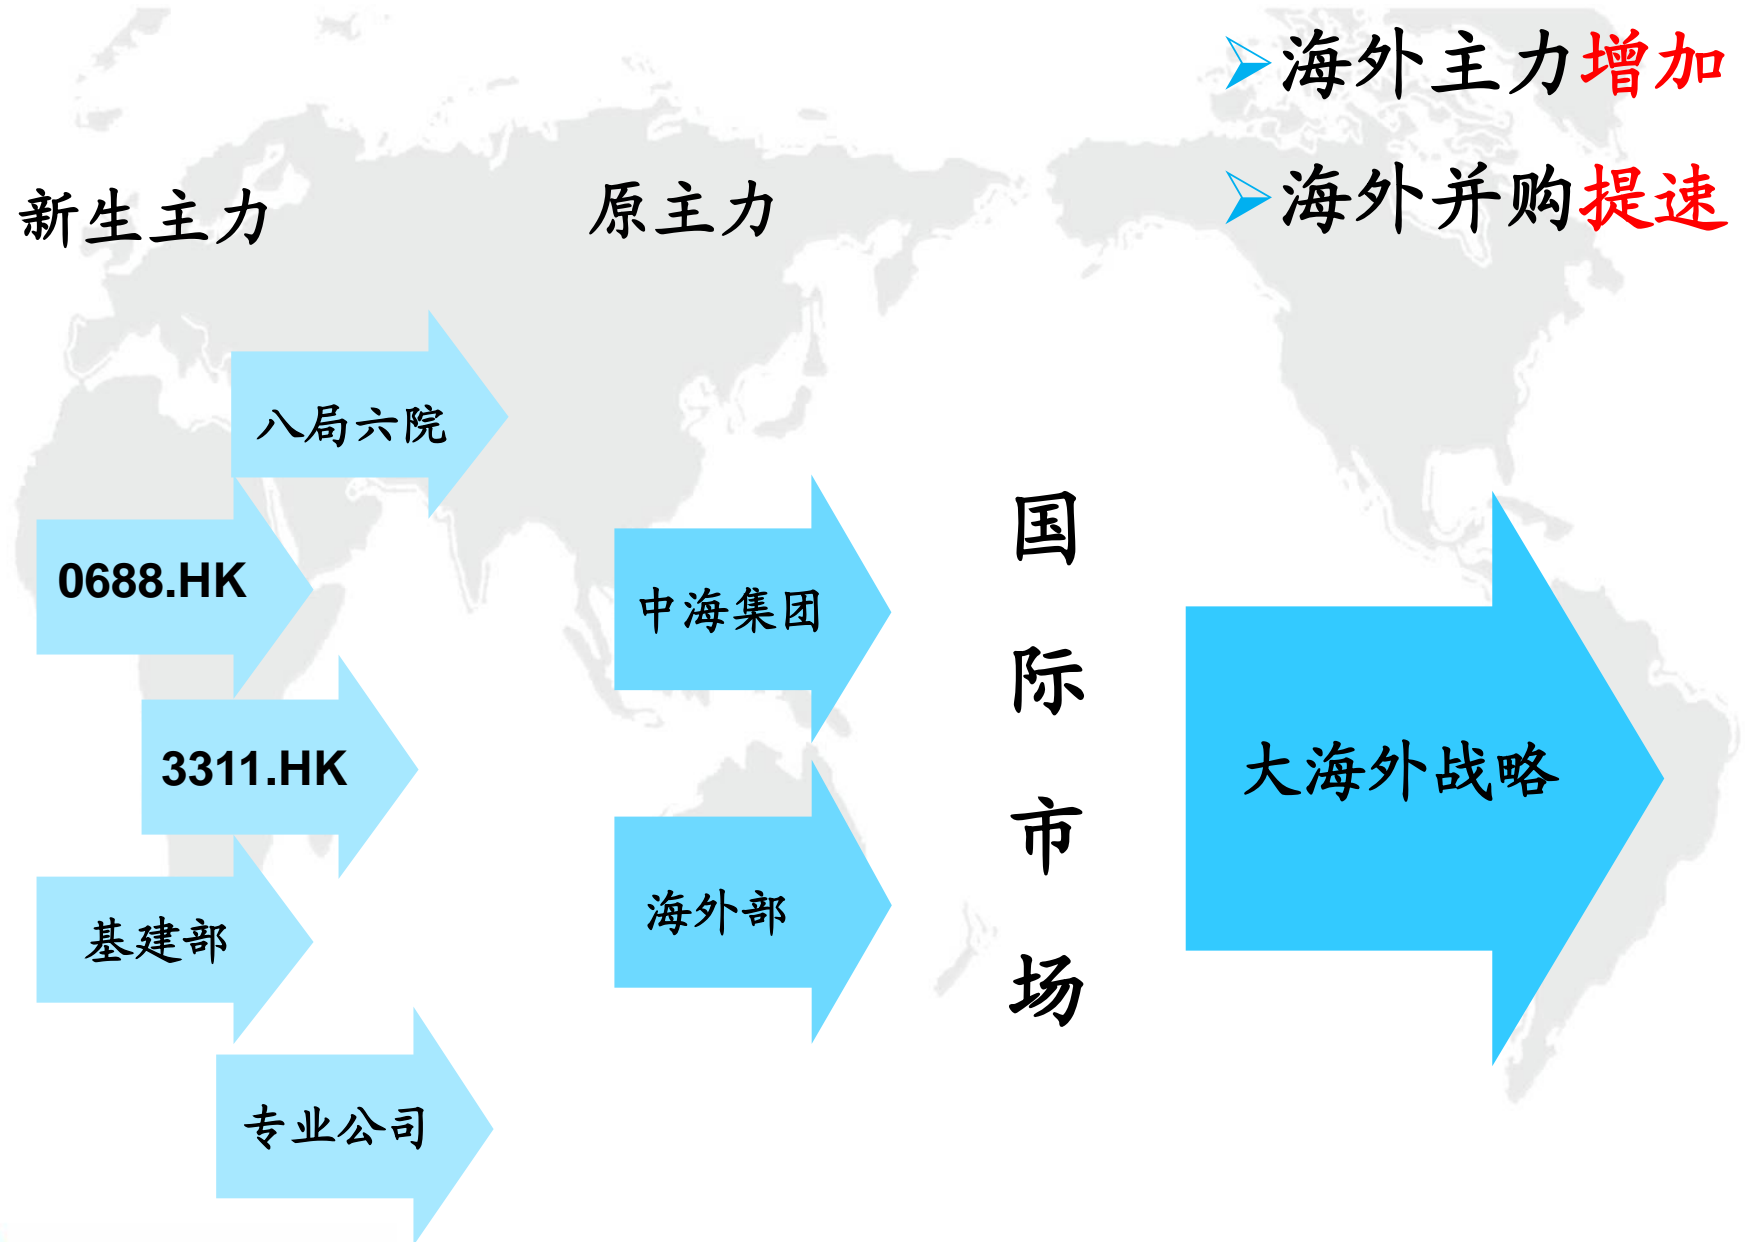 海外主力增加
海外并购提速
新生主力
原主力
八局六院
0688.HK
3311.HK
基建部
专业公司
中海集团
海外部
国
际
市
场
大海外战略